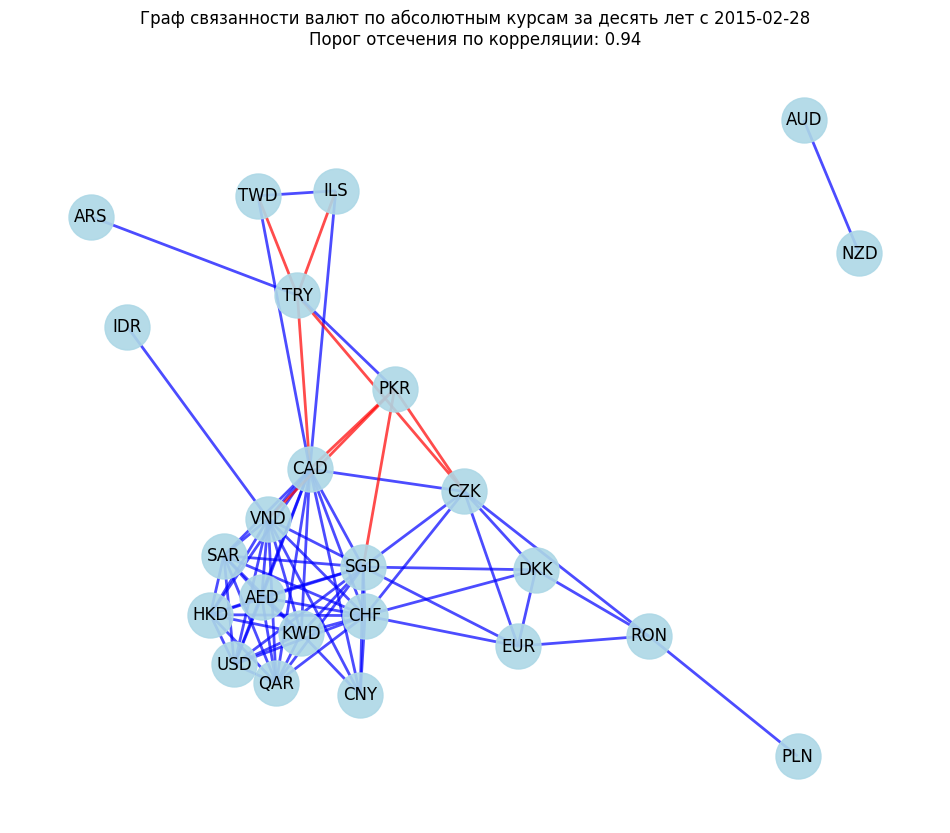 Граф связанности валют по абсолютным курсам за десять лет с 2015-02-28
Порог отсечения по корреляции: 0.94
AUD
TWD
ILS
ARS
NZD
TRY
IDR
PKR
CAD
CZK
VND
SAR
SGD
DKK
AED
HKD
CHF
KWD
RON
EUR
USD
QAR
CNY
PLN